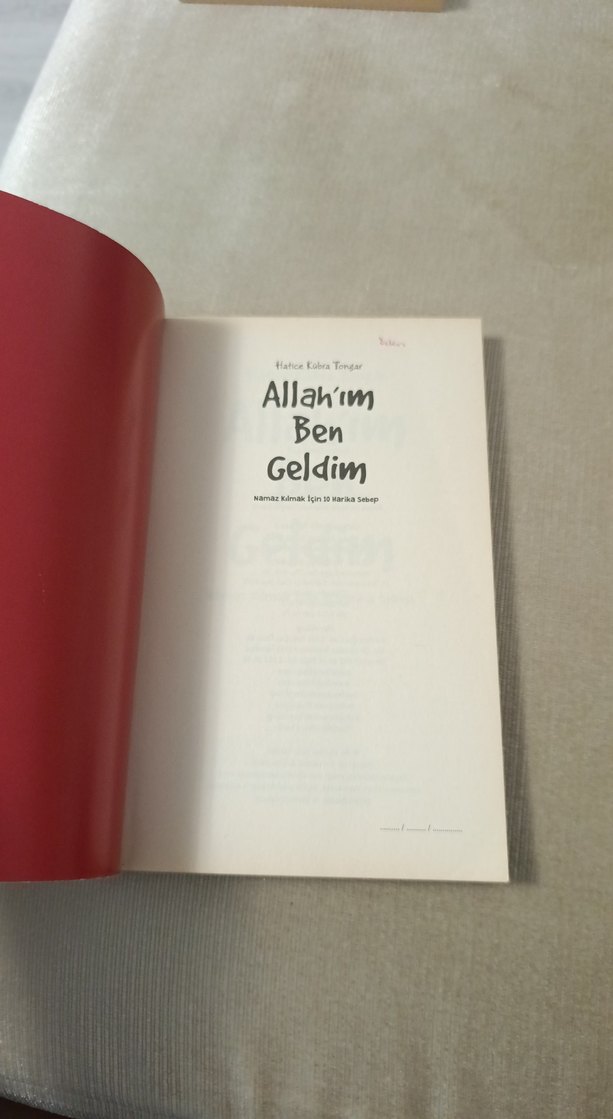 Hatice Kübra Tongar
Allah'ım
Ben
Geldim
Namaz Kılmak İçin 10 Harika Sebep
......... / ......... / ..............